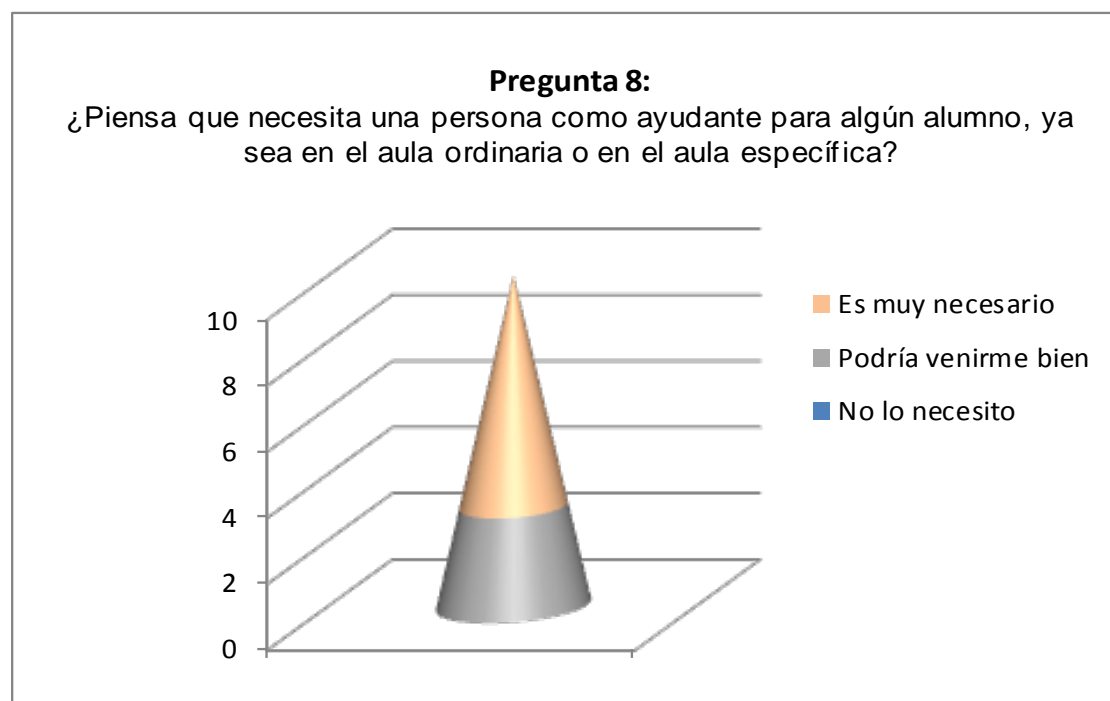 Pregunta 8:
¿Piensa que necesita una persona como ayudante para algún alumno, ya
sea en el aula ordinaria o en el aula específica?
10
8
6
4
2
0
Es muy necesario
Podría venirme bien
No lo necesito